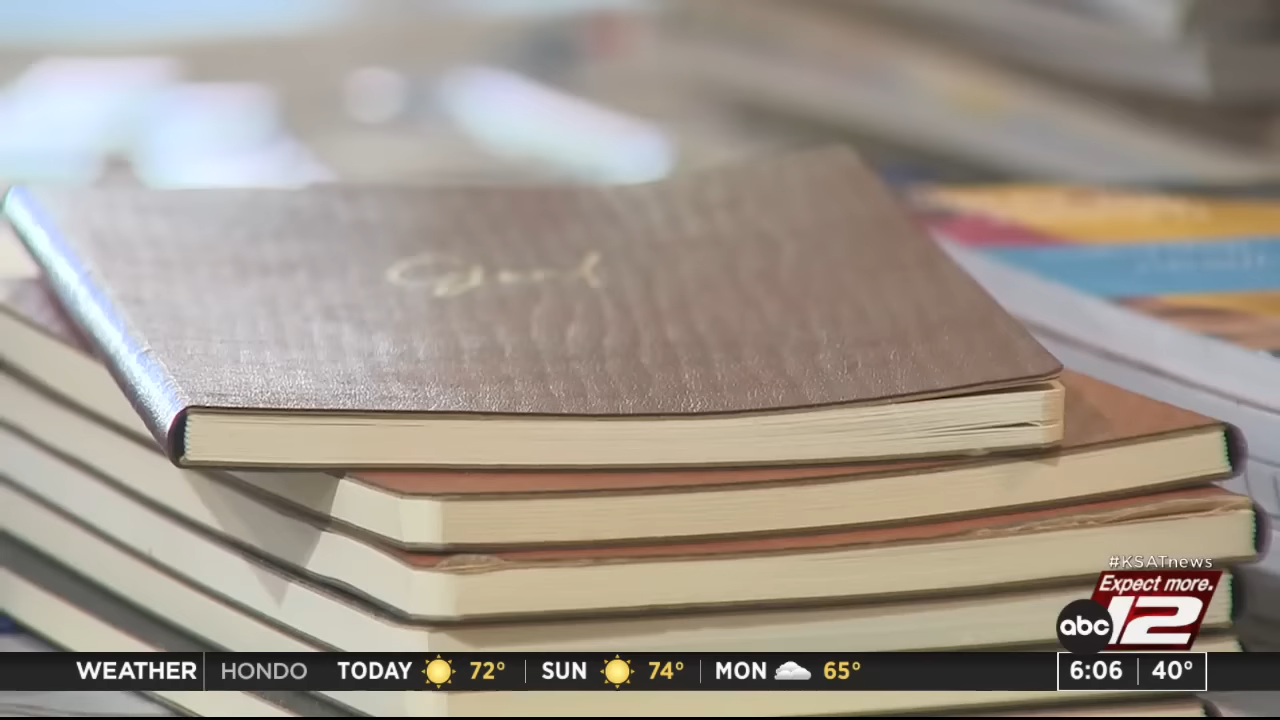 #KSATnews
Expect more.
abc 12
WEATHER HONDO TODAY 72° SUN 74° MON 65° 6:06 40°